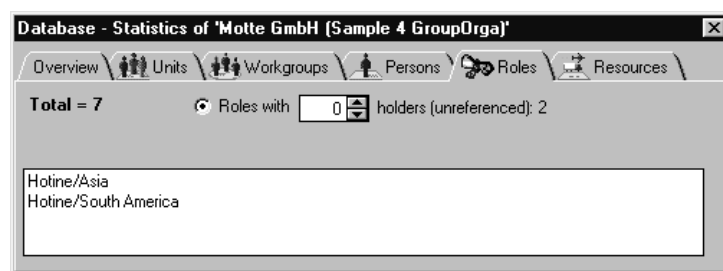 Database - Statistics of 'Motte GmbH (Sample 4 GroupOrga)'
Overview Units Workgroups Persons Roles Resources
Total = 7 Roles with 0 holders (unreferenced): 2
Hotine/Asia
Hotine/South America